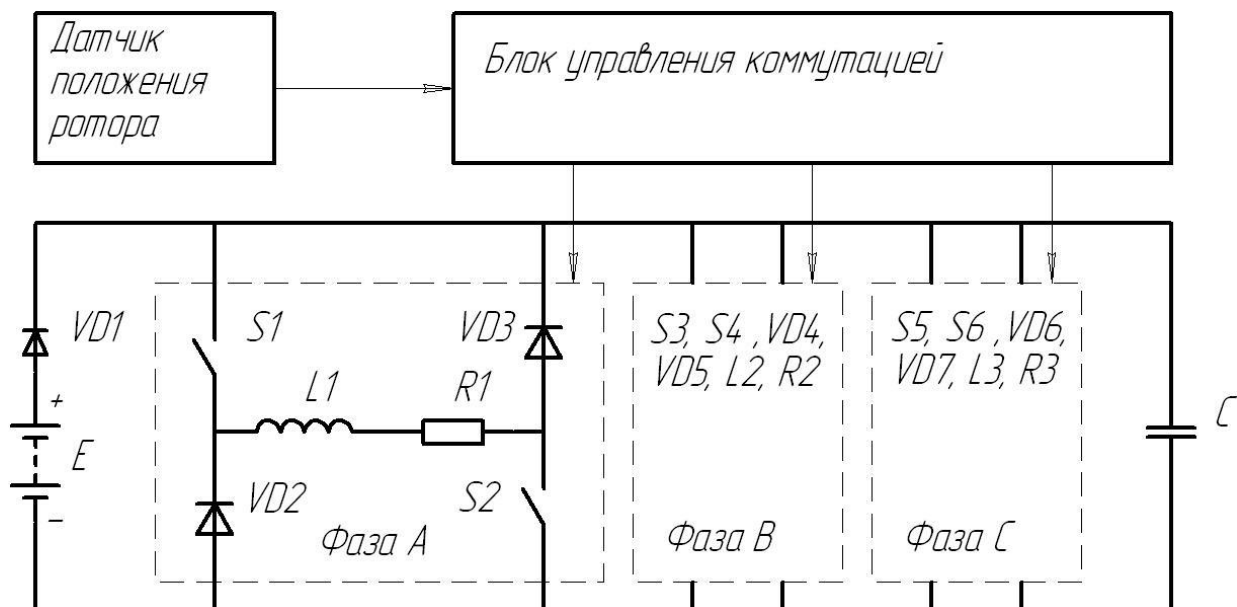 Датчик
положения
ротора
Блок управления коммутацией
VD1
+
E
−
S1
VD3
L1
R1
VD2
S2
Фаза A
S3, S4 , VD4,
VD5, L2, R2
Фаза B
S5, S6 , VD6,
VD7, L3, R3
Фаза C
C